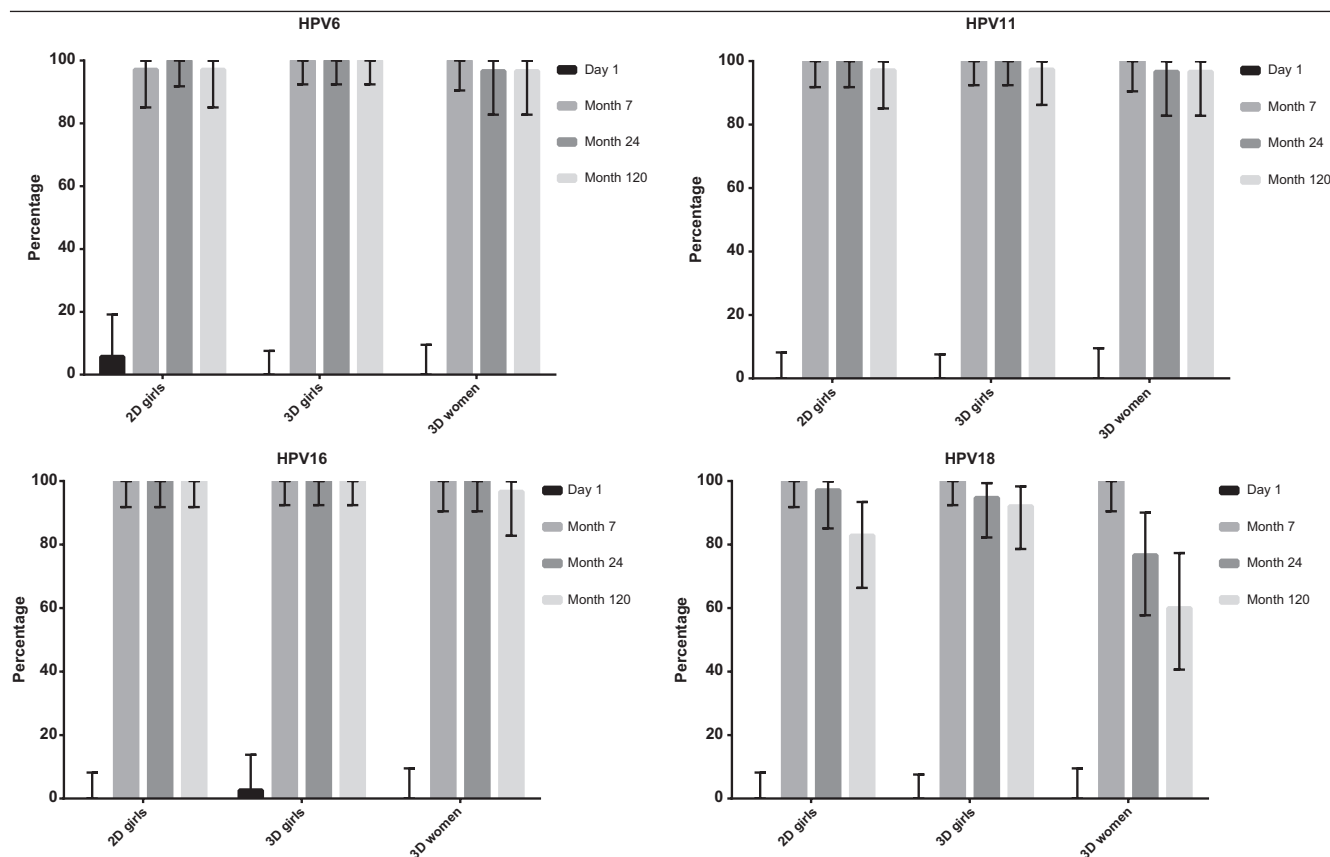 HPV6
100
80
60
40
20
0
Percentage
2D girls
3D girls
3D women
Day 1
Month 7
Month 24
Month 120
HPV11
100
80
60
40
20
0
Percentage
2D girls
3D girls
3D women
Day 1
Month 7
Month 24
Month 120
HPV16
100
80
60
40
20
0
Percentage
2D girls
3D girls
3D women
Day 1
Month 7
Month 24
Month 120
HPV18
100
80
60
40
20
0
Percentage
2D girls
3D girls
3D women
Day 1
Month 7
Month 24
Month 120